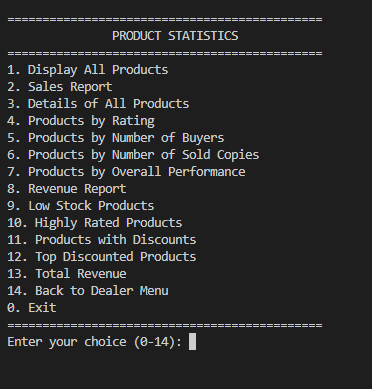 =============================================
PRODUCT STATISTICS
=============================================
1. Display All Products
2. Sales Report
3. Details of All Products
4. Products by Rating
5. Products by Number of Buyers
6. Products by Number of Sold Copies
7. Products by Overall Performance
8. Revenue Report
9. Low Stock Products
10. Highly Rated Products
11. Products with Discounts
12. Top Discounted Products
13. Total Revenue
14. Back to Dealer Menu
0. Exit
=============================================
Enter your choice (0-14):